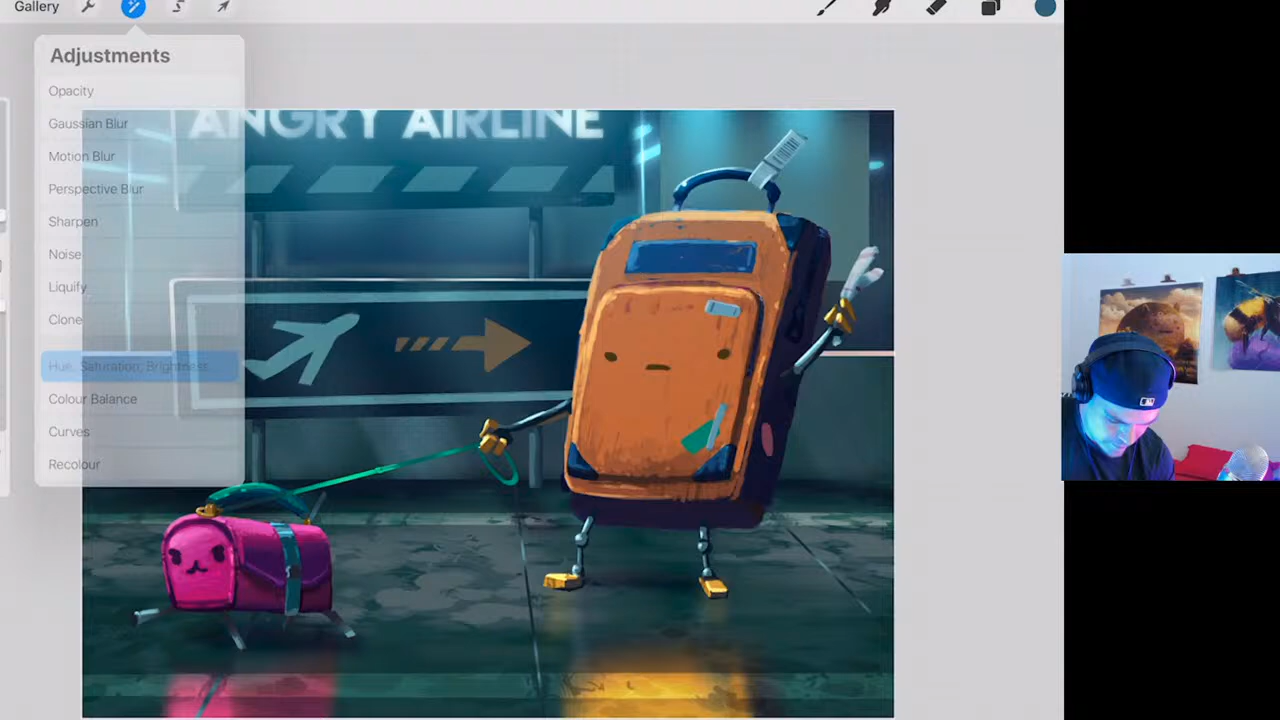 Gallery
Adjustments
Opacity
ANGRY AIRLINE
Gaussian Blur
Motion Blur
Perspective Blur
Sharpen
Noise
Liquify
Clone
Hue, Saturation, Brightness
Colour Balance
Curves
Recolour